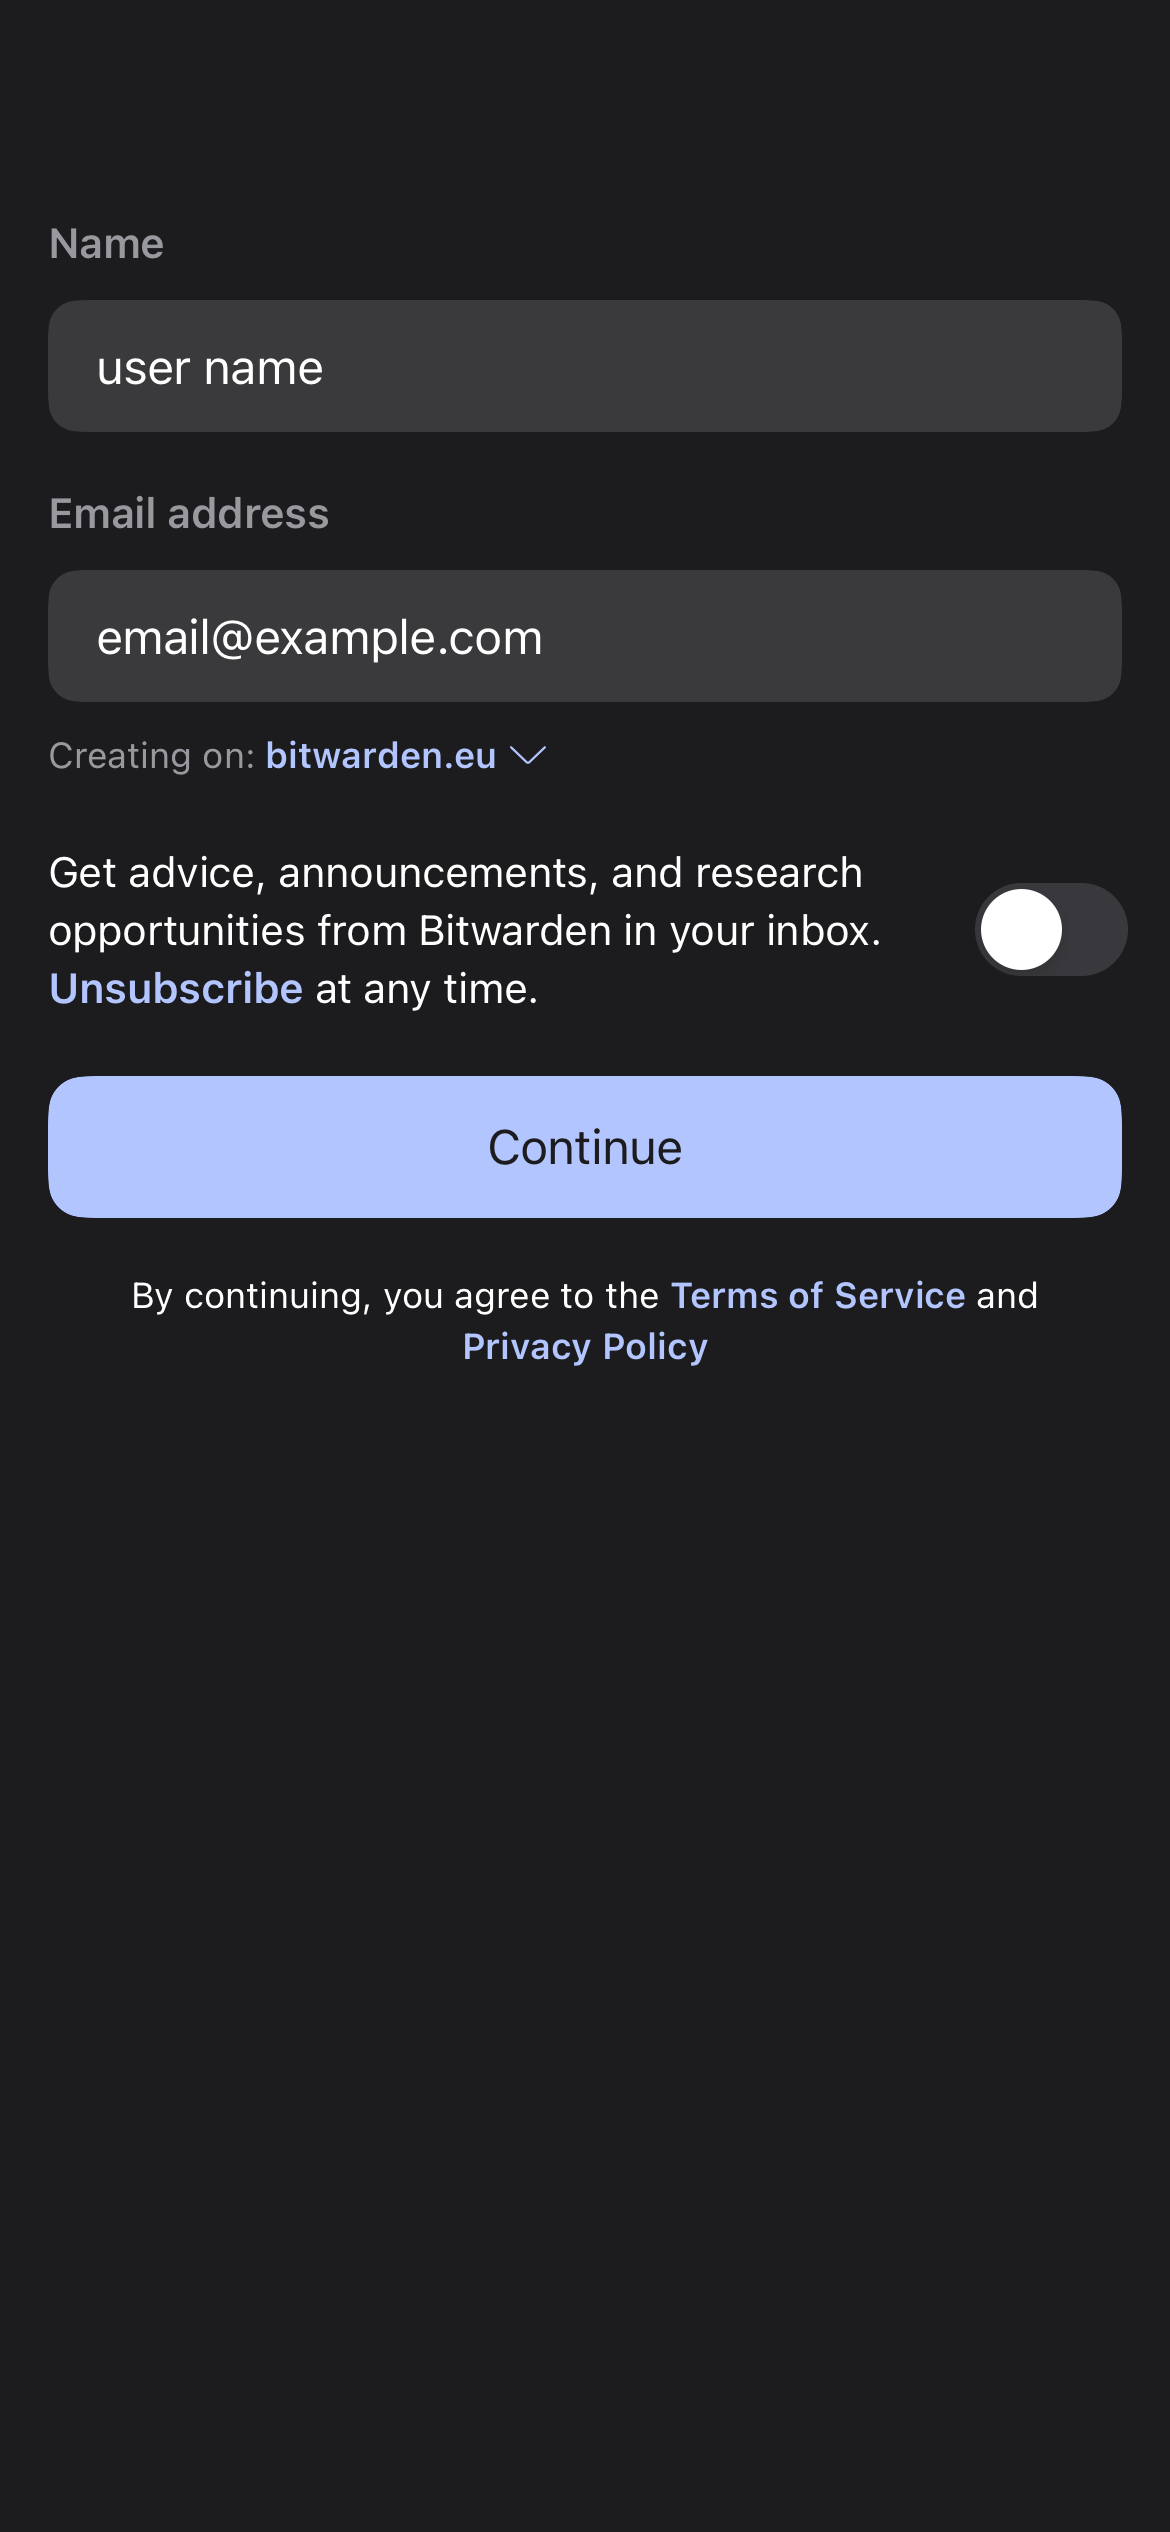 Name
user name
Email address
email@example.com
Creating on: bitwarden.eu
Get advice, announcements, and research
opportunities from Bitwarden in your inbox.
Unsubscribe at any time.
Continue
By continuing, you agree to the Terms of Service and
Privacy Policy